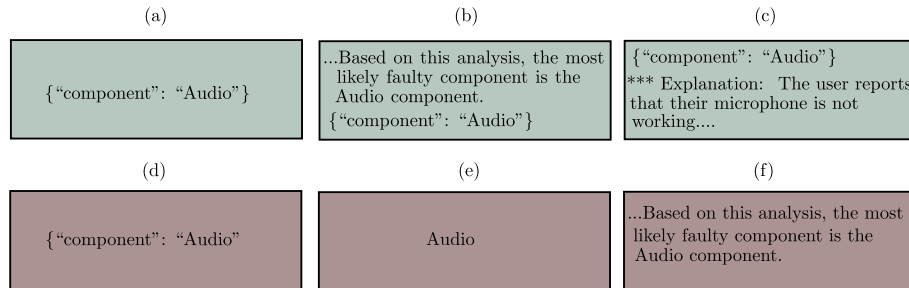 (a)
(b)
(c)
{“component”: “Audio”}
...Based on this analysis, the most
likely faulty component is the
Audio component.
{“component”: “Audio”}
{“component”: “Audio”}
*** Explanation: The user reports
that their microphone is not
working....
(d)
(e)
(f)
{“component”: “Audio”
Audio
...Based on this analysis, the most
likely faulty component is the
Audio component.